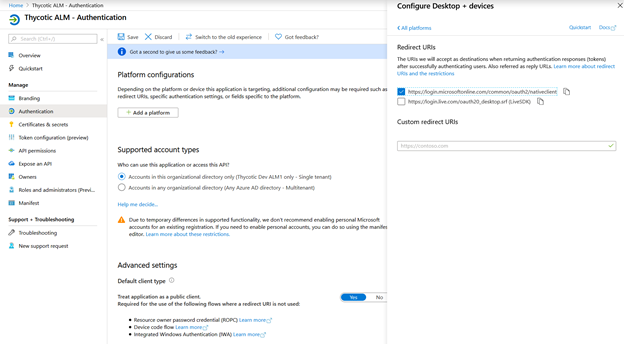 Home > Thycotic ALM - Authentication
Thycotic ALM - Authentication
Search (Ctrl+/)
«
Overview
Quickstart
Manage
Branding
Authentication
Certificates & secrets
Token configuration (preview)
API permissions
Expose an API
Owners
Roles and administrators (Previ...
Manifest
Support + Troubleshooting
Troubleshooting
New support request
Save
Discard
Switch to the old experience
Got feedback?
Got a second to give us some feedback? →
Platform configurations
Depending on the platform or device this application is targeting, additional configuration may be required such as
redirect URIs, specific authentication settings, or fields specific to the platform.
+ Add a platform
Supported account types
Who can use this application or access this API?
Accounts in this organizational directory only (Thycotic Dev ALM1 only - Single tenant)
Accounts in any organizational directory (Any Azure AD directory - Multitenant)
Help me decide...
Due to temporary differences in supported functionality, we don't recommend enabling personal Microsoft
accounts for an existing registration. If you need to enable personal accounts, you can do so using the manifest
editor. Learn more about these restrictions.
Advanced settings
Default client type
Treat application as a public client.
Required for the use of the following flows where a redirect URI is not used:
Yes
No
• Resource owner password credential (ROPC) Learn more
• Device code flow Learn more
• Integrated Windows Authentication (IWA) Learn more
Configure Desktop + devices
All platforms
Quickstart
Docs
Redirect URIs
The URIs we will accept as destinations when returning authentication responses (tokens)
after successfully authenticating users. Also referred as reply URLs. Learn more about redirect
URIs and the restrictions
https://login.microsoftonline.com/common/oauth2/nativeclient
https://login.live.com/oauth20_desktop.srf (LiveSDK)
Custom redirect URIs
https://contoso.com